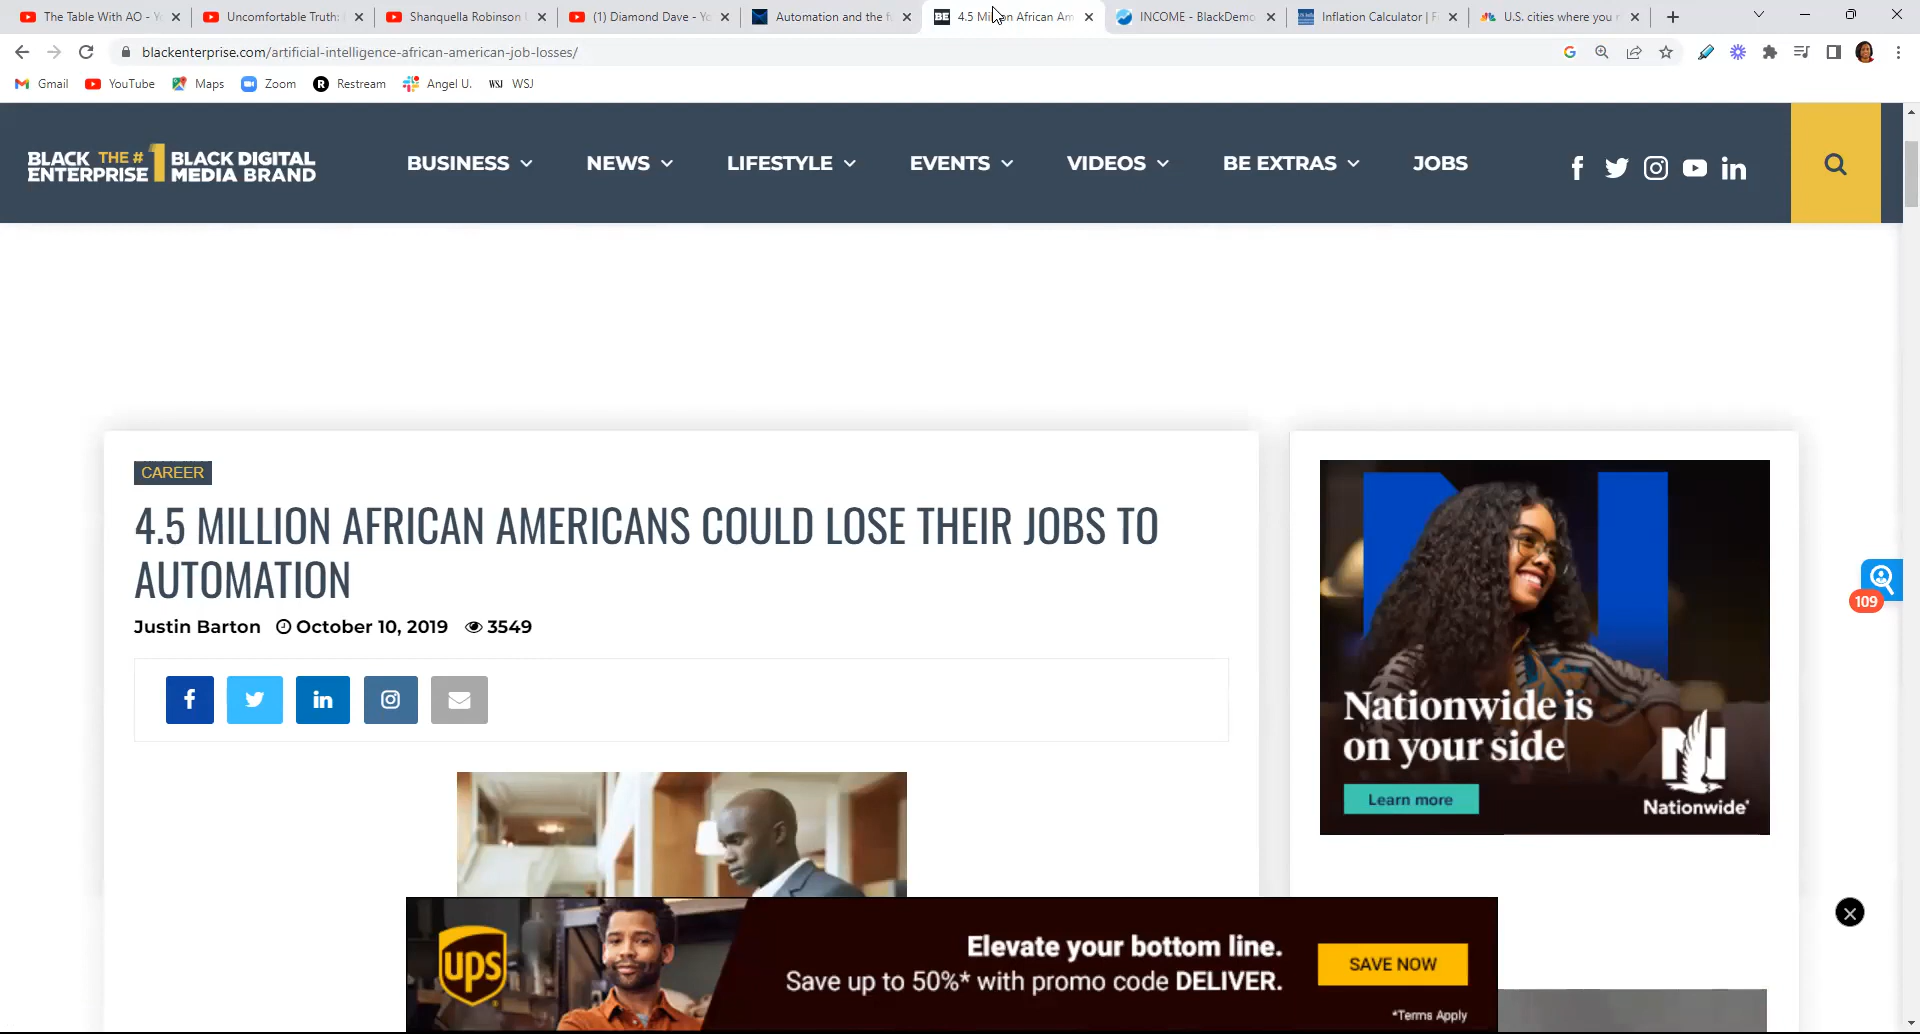 The Table With AO - Y
Uncomfortable Truth:
Shanquella Robinson
(1) Diamond Dave - Yo
Automation and the f
4.5 Million African Am
INCOME - BlackDemo
Inflation Calculator | F
U.S. cities where you
blackenterprise.com/artificial-intelligence-african-american-job-losses/
Gmail
YouTube
Maps
Zoom
Restream
Angel U.
WSJ WSJ
BLACK ENTERPRISE
THE #1
BLACK DIGITAL MEDIA BRAND
BUSINESS
NEWS
LIFESTYLE
EVENTS
VIDEOS
BE EXTRAS
JOBS
CAREER
4.5 MILLION AFRICAN AMERICANS COULD LOSE THEIR JOBS TO
AUTOMATION
Justin Barton October 10, 2019 3549
109
Nationwide is
on your side
Learn more
Nationwide®
ups
Elevate your bottom line.
Save up to 50%* with promo code DELIVER.
SAVE NOW
*Terms Apply